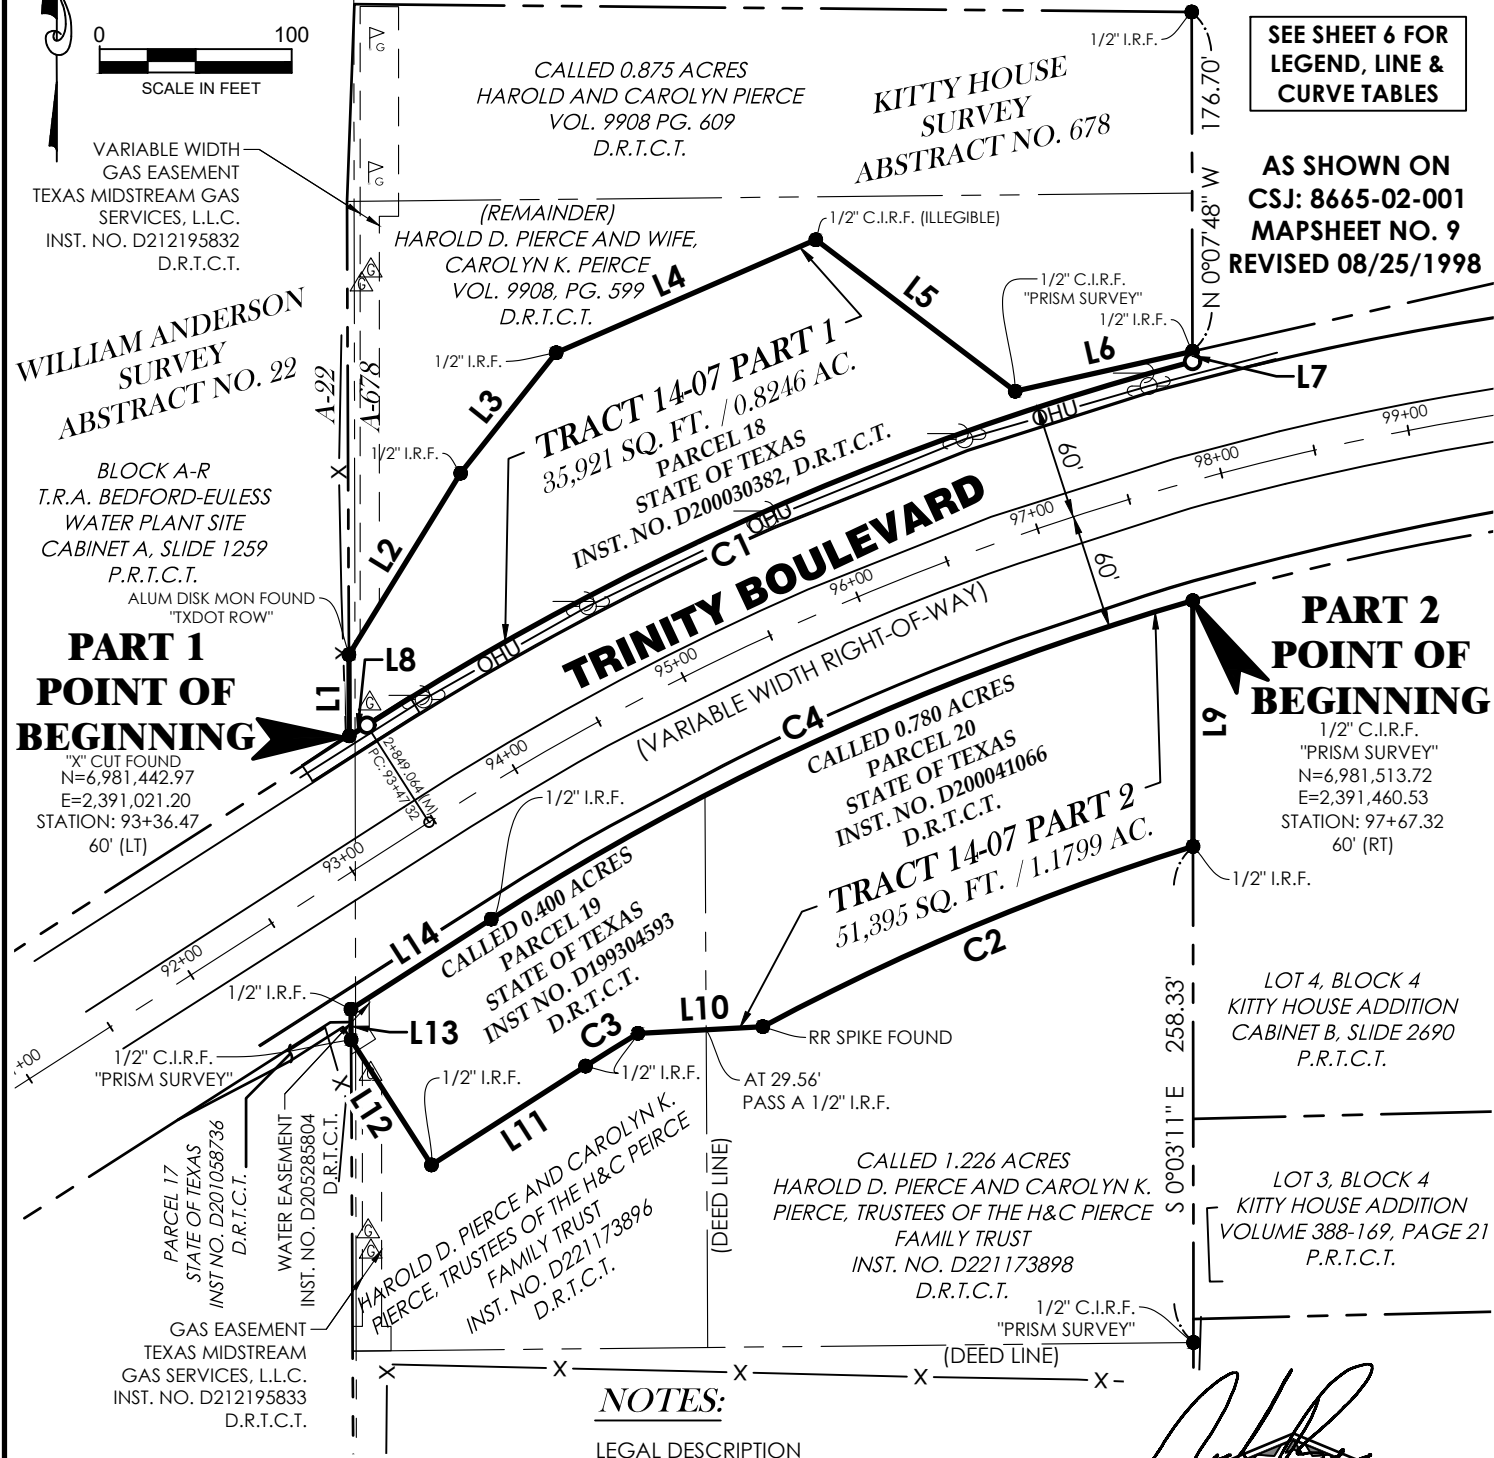 0 100
SCALE IN FEET
SEE SHEET 6 FOR
LEGEND, LINE &
CURVE TABLES
AS SHOWN ON
CSJ: 8665-02-001
MAPSHEET NO. 9
REVISED 08/25/1998
1/2" I.R.F.
N 0°07'48" W 176.70'
CALLED 0.875 ACRES
HAROLD AND CAROLYN PIERCE
VOL. 9908 PG. 609
D.R.T.C.T.
KITTY HOUSE
SURVEY
ABSTRACT NO. 678
G
G
VARIABLE WIDTH
GAS EASEMENT
TEXAS MIDSTREAM GAS
SERVICES, L.L.C.
INST. NO. D212195832
D.R.T.C.T.
(REMAINDER)
HAROLD D. PIERCE AND WIFE,
CAROLYN K. PEIRCE
VOL. 9908, PG. 599
D.R.T.C.T.
1/2" C.I.R.F. (ILLEGIBLE)
L4
L5
1/2" C.I.R.F.
"PRISM SURVEY"
1/2" I.R.F.
L6
L7
G
G
WILLIAM ANDERSON
SURVEY
ABSTRACT NO. 22
A-22
A-678
1/2" I.R.F.
L3
1/2" I.R.F.
L2
X
TRACT 14-07 PART 1
35,921 SQ. FT. / 0.8246 AC.
PARCEL 18
STATE OF TEXAS
INST. NO. D200030382, D.R.T.C.T.
BLOCK A-R
T.R.A. BEDFORD-EULESS
WATER PLANT SITE
CABINET A, SLIDE 1259
P.R.T.C.T.
ALUM DISK MON FOUND
"TXDOT ROW"
X
PART 1
POINT OF
BEGINNING
"X" CUT FOUND
N=6,981,442.97
E=2,391,021.20
STATION: 93+36.47
60' (LT)
L1
L8
G
OHU
OHU
OHU
C1
TRINITY BOULEVARD
(VARIABLE WIDTH RIGHT-OF-WAY)
60'
60'
99+00
98+00
97+00
96+00
95+00
94+00
93+00
92+00
+00
2+849.064 (M)
PC: 93+47.32
PART 2
POINT OF
BEGINNING
1/2" C.I.R.F.
"PRISM SURVEY"
N=6,981,513.72
E=2,391,460.53
STATION: 97+67.32
60' (RT)
L9
C4
CALLED 0.780 ACRES
PARCEL 20
STATE OF TEXAS
INST. NO. D200041066
D.R.T.C.T.
TRACT 14-07 PART 2
51,395 SQ. FT. / 1.1799 AC.
1/2" I.R.F.
1/2" I.R.F.
L14
CALLED 0.400 ACRES
PARCEL 19
STATE OF TEXAS
INST NO. D199304593
D.R.T.C.T.
C2
L10
C3
RR SPIKE FOUND
1/2" I.R.F.
L13
1/2" C.I.R.F.
"PRISM SURVEY"
1/2" I.R.F.
1/2" I.R.F.
AT 29.56'
PASS A 1/2" I.R.F.
X
G
L12
L11
S 0°03'11" E 258.33'
LOT 4, BLOCK 4
KITTY HOUSE ADDITION
CABINET B, SLIDE 2690
P.R.T.C.T.
PARCEL 17
STATE OF TEXAS
INST NO. D201058736
D.R.T.C.T.
WATER EASEMENT
INST. NO. D205285804
D.R.T.C.T.
HAROLD D. PIERCE AND CAROLYN K.
PIERCE, TRUSTEES OF THE H&C PEIRCE
FAMILY TRUST
INST. NO. D221173896
D.R.T.C.T.
(DEED LINE)
CALLED 1.226 ACRES
HAROLD D. PIERCE AND CAROLYN K.
PIERCE, TRUSTEES OF THE H&C PIERCE
FAMILY TRUST
INST. NO. D221173898
D.R.T.C.T.
LOT 3, BLOCK 4
KITTY HOUSE ADDITION
VOLUME 388-169, PAGE 21
P.R.T.C.T.
G
G
GAS EASEMENT
TEXAS MIDSTREAM
GAS SERVICES, L.L.C.
INST. NO. D212195833
D.R.T.C.T.
1/2" C.I.R.F.
"PRISM SURVEY"
(DEED LINE)
X X X X X
NOTES:
LEGAL DESCRIPTION